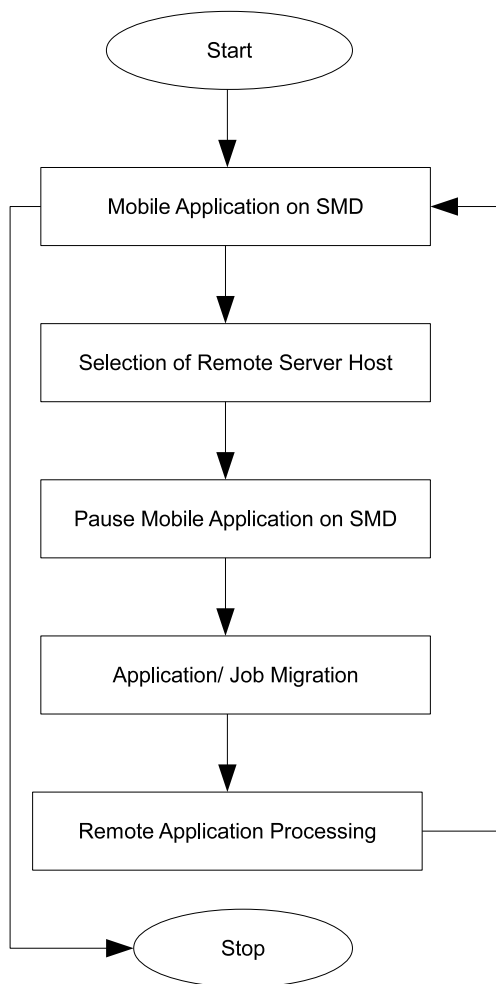 Start
Mobile Application on SMD
Selection of Remote Server Host
Pause Mobile Application on SMD
Application/ Job Migration
Remote Application Processing
Stop